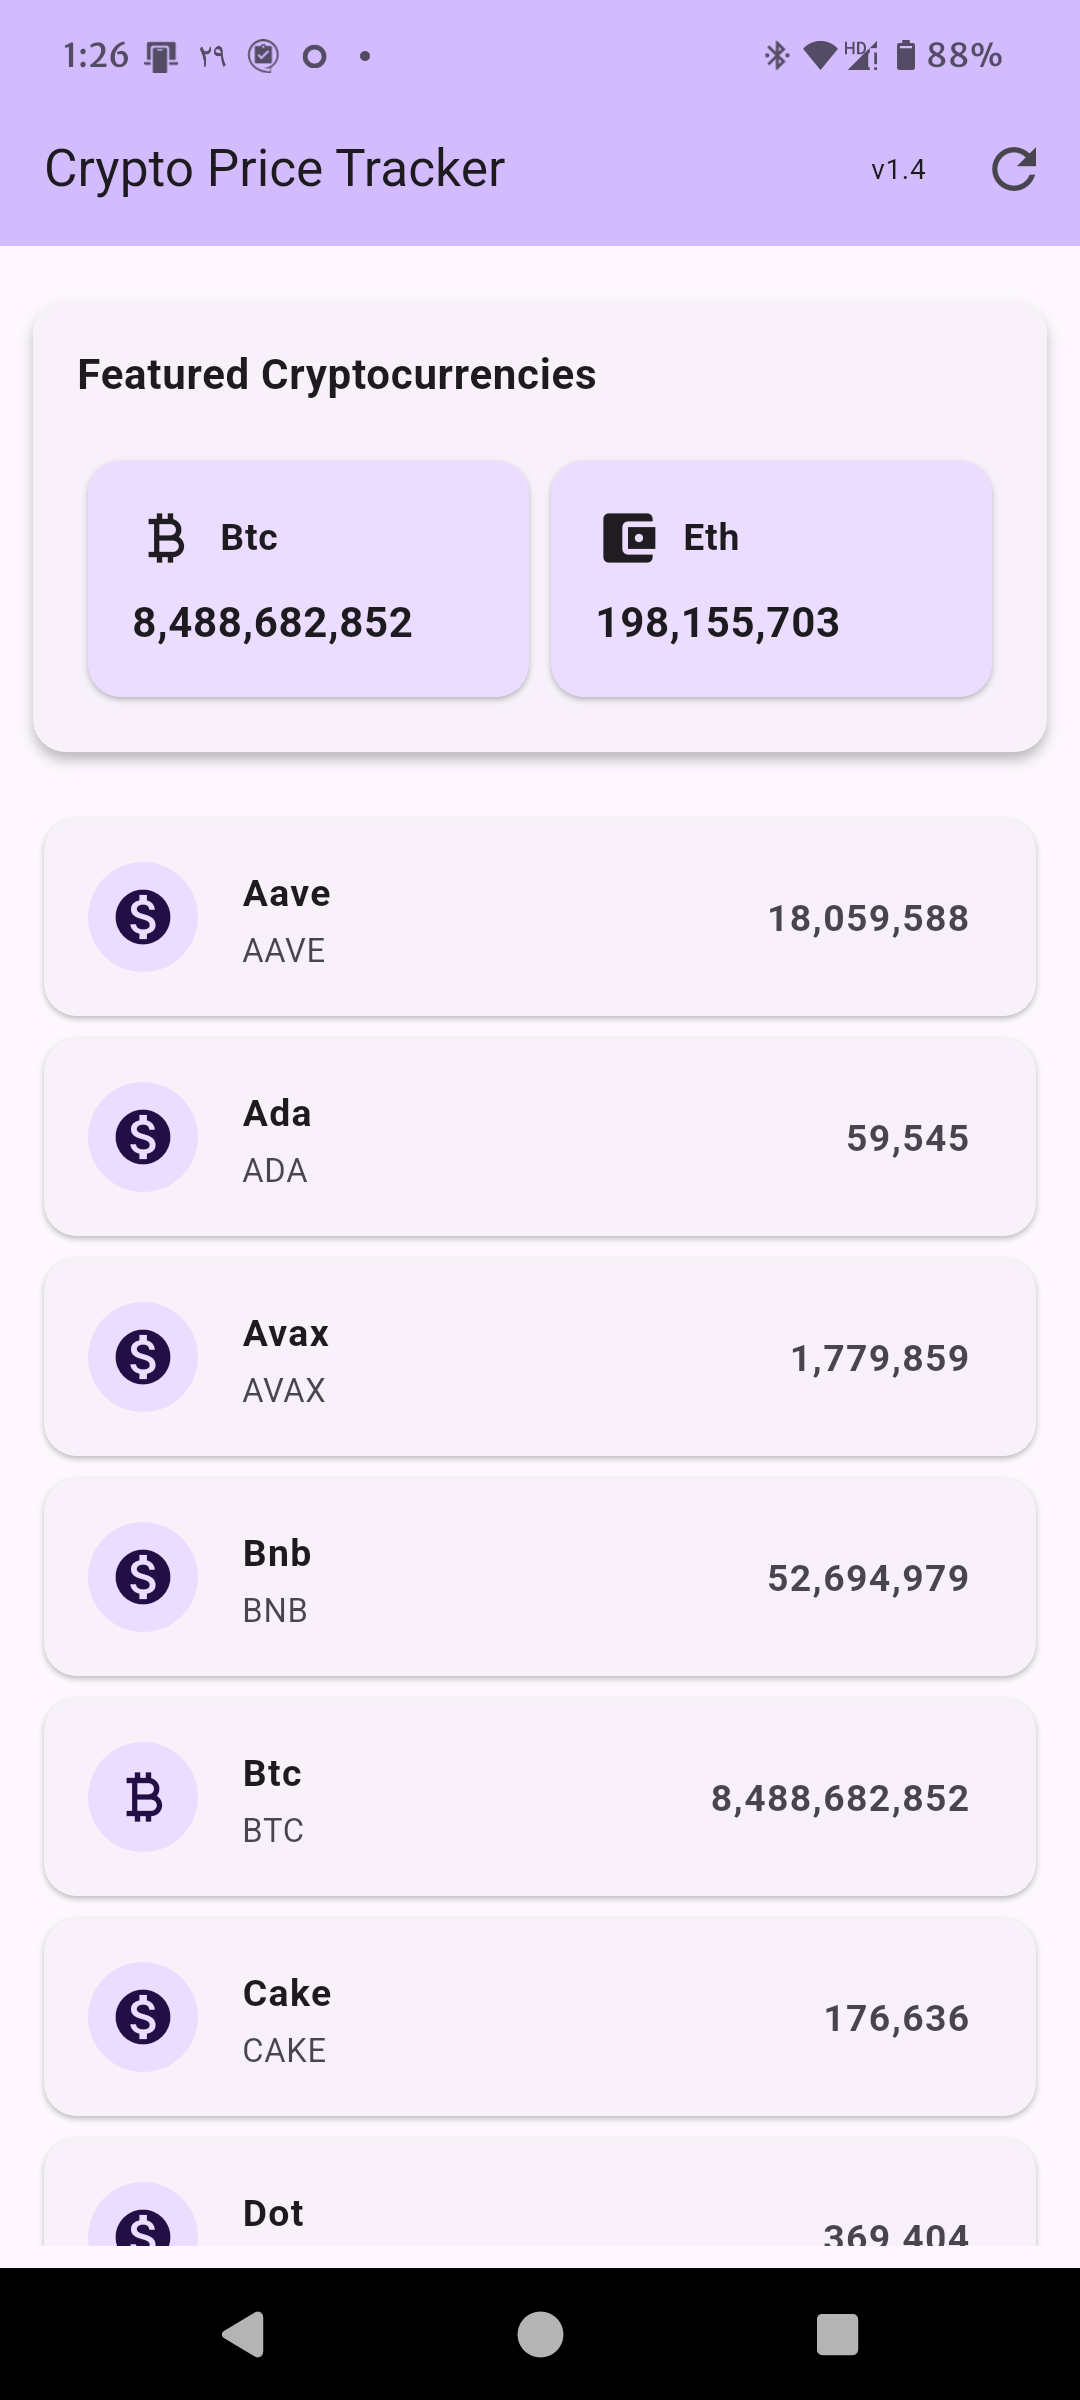 1:26 ۲۹ HD 88%
Crypto Price Tracker v1.4
Featured Cryptocurrencies
Btc
8,488,682,852
Eth
198,155,703
Aave
AAVE
18,059,588
Ada
ADA
59,545
Avax
AVAX
1,779,859
Bnb
BNB
52,694,979
Btc
BTC
8,488,682,852
Cake
CAKE
176,636
Dot
369,404